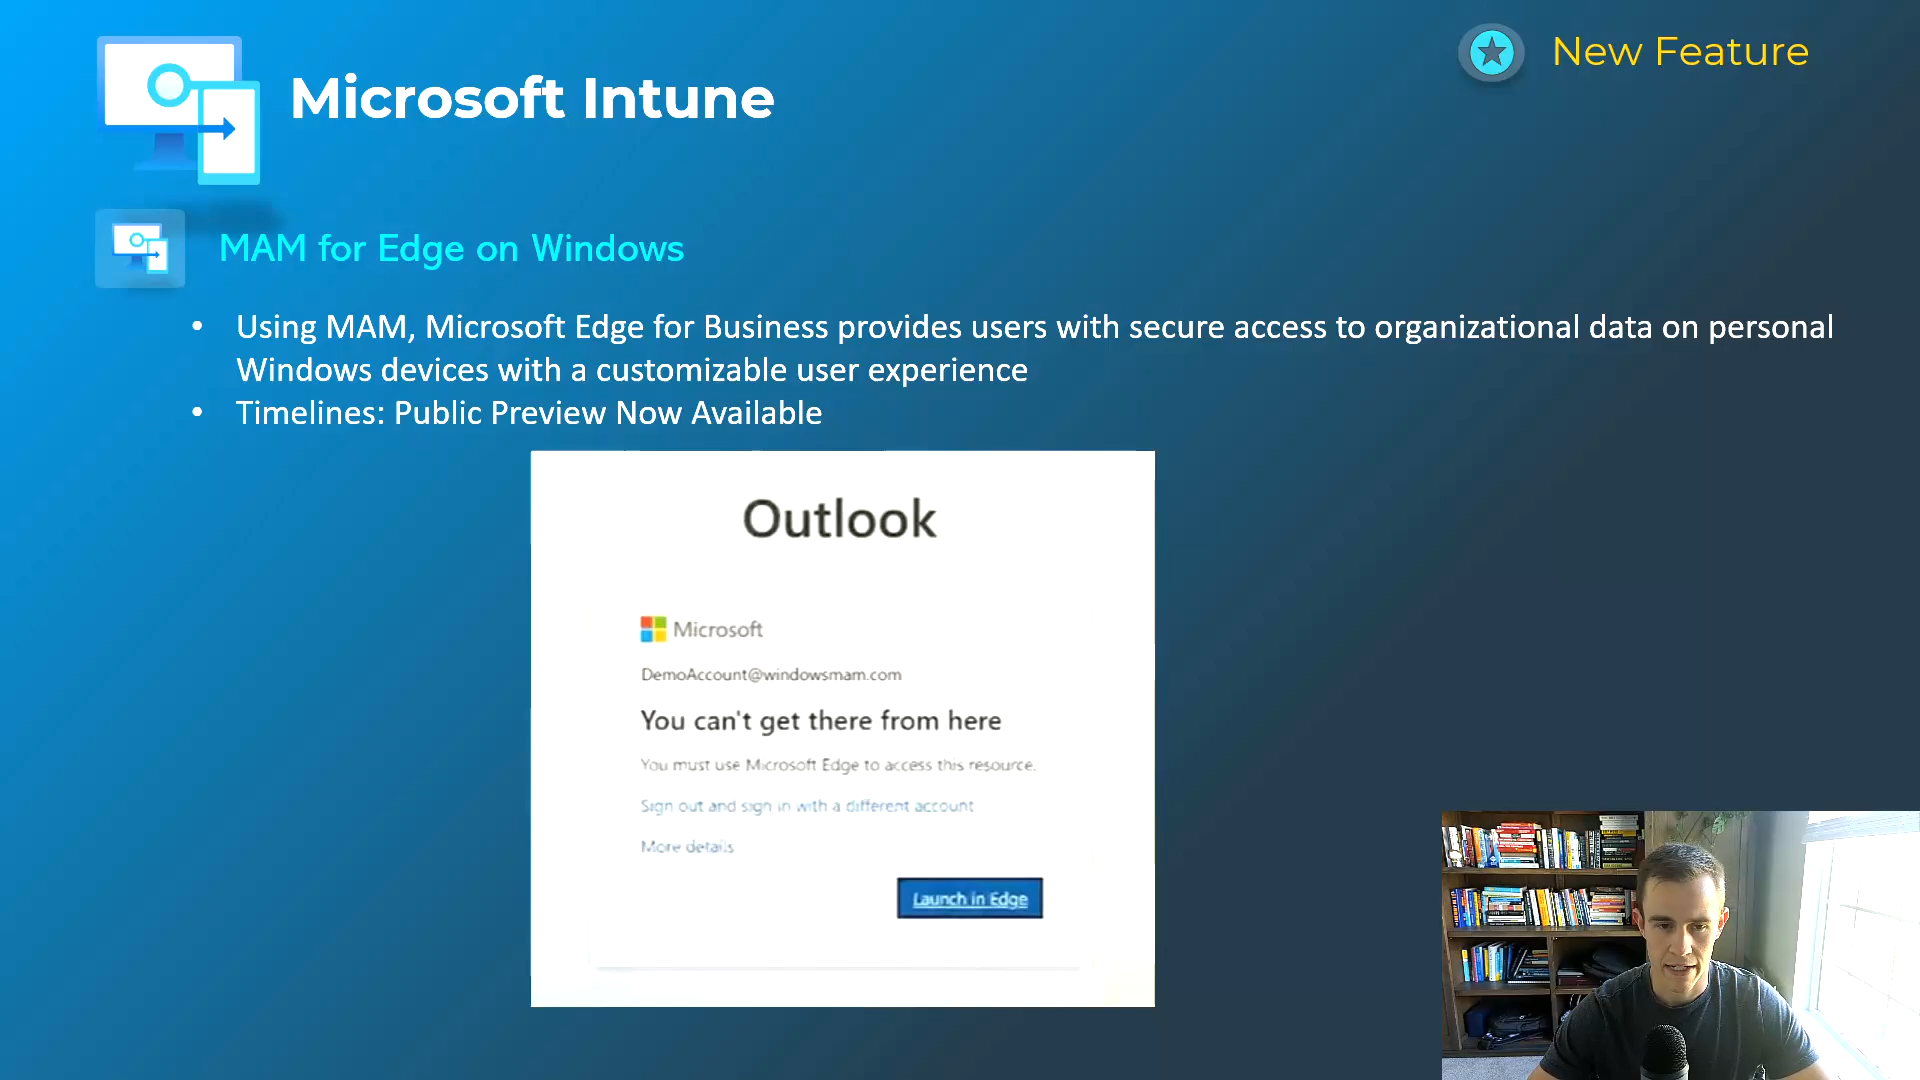 New Feature
Microsoft Intune
MAM for Edge on Windows
• Using MAM, Microsoft Edge for Business provides users with secure access to organizational data on personal
Windows devices with a customizable user experience
• Timelines: Public Preview Now Available
Outlook
Microsoft
DemoAccount@windowsmam.com
You can't get there from here
You must use Microsoft Edge to access this resource.
Sign out and sign in with a different account
More details
Launch in Edge